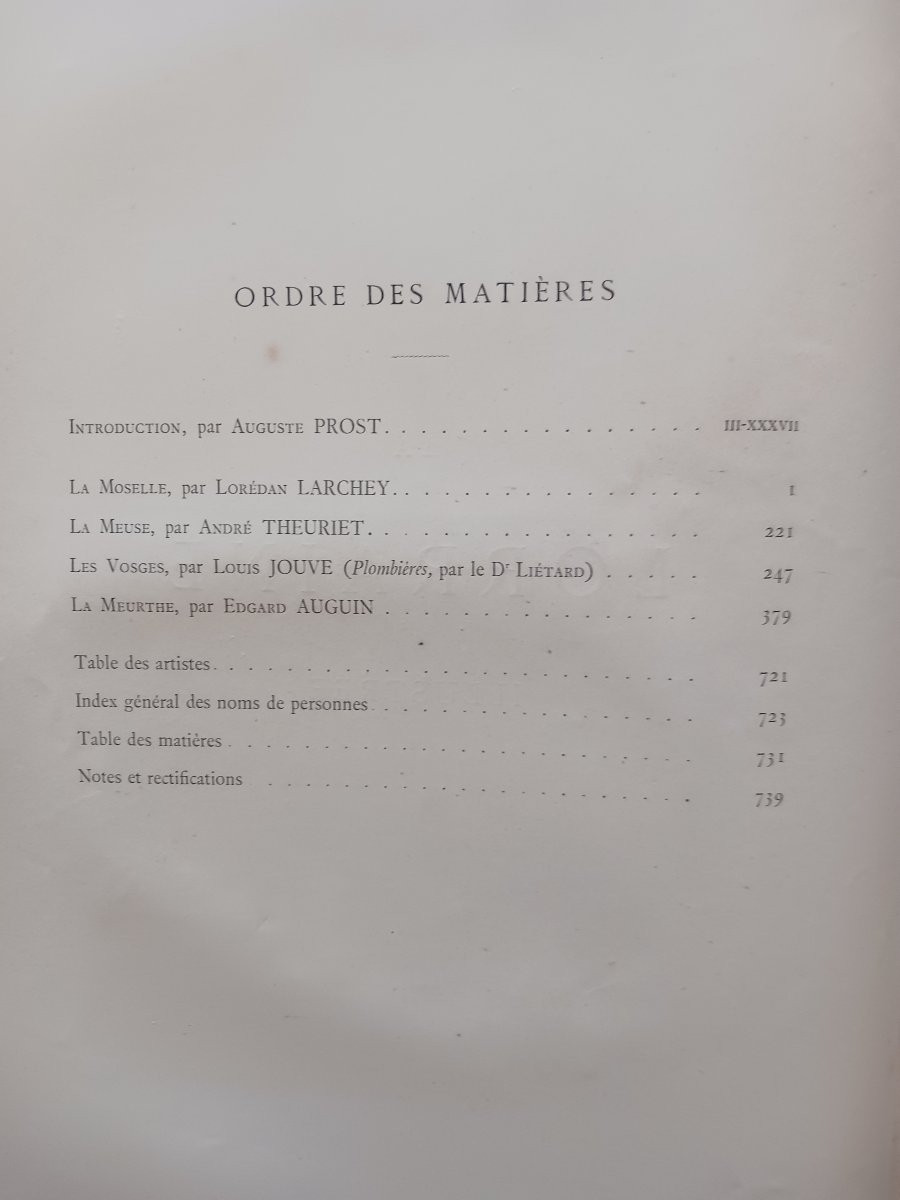 ORDRE DES MATIÈRES
INTRODUCTION, par AUGUSTE PROST. . . . . . . . . . . . . . . . III-XXXVII
LA MOSELLE, par LORÉDAN LARCHEY. . . . . . . . . . . . . . . . 1
LA MEUSE, par ANDRÉ THEURIET. . . . . . . . . . . . . . . . . 221
LES VOSGES, par LOUIS JOUVE (Plombières, par le Dr LIÉTARD) . . . . . 247
LA MEURTHE, par EDGARD AUGUIN . . . . . . . . . . . . . . . . 379
Table des artistes. . . . . . . . . . . . . . . . . . . . . . . . 721
Index général des noms de personnes. . . . . . . . . . . . . . . . . 723
Table des matières . . . . . . . . . . . . . . . . . . . . . . . . 731
Notes et rectifications . . . . . . . . . . . . . . . . . . . . . . 739